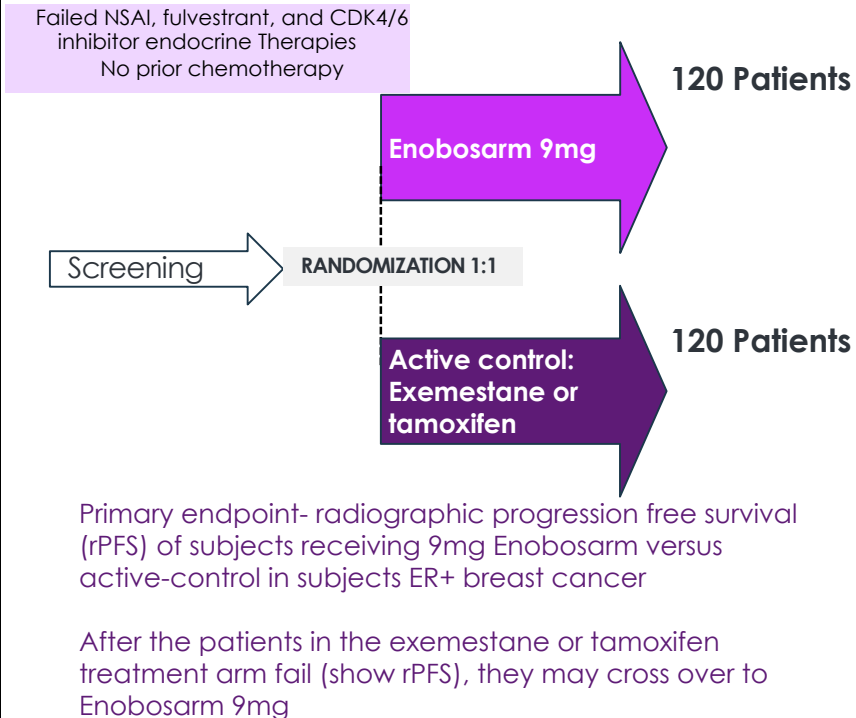 Failed NSAI, fulvestrant, and CDK4/6
inhibitor endocrine Therapies
No prior chemotherapy
120 Patients
Enobosarm 9mg
Screening
RANDOMIZATION 1:1
120 Patients
Active control:
Exemestane or
tamoxifen
Primary endpoint- radiographic progression free survival
(rPFS) of subjects receiving 9mg Enobosarm versus
active-control in subjects ER+ breast cancer
After the patients in the exemestane or tamoxifen
treatment arm fail (show rPFS), they may cross over to
Enobosarm 9mg